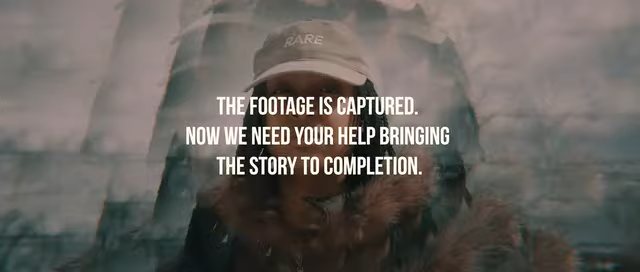 RARE
THE FOOTAGE IS CAPTURED.
NOW WE NEED YOUR HELP BRINGING
THE STORY TO COMPLETION.